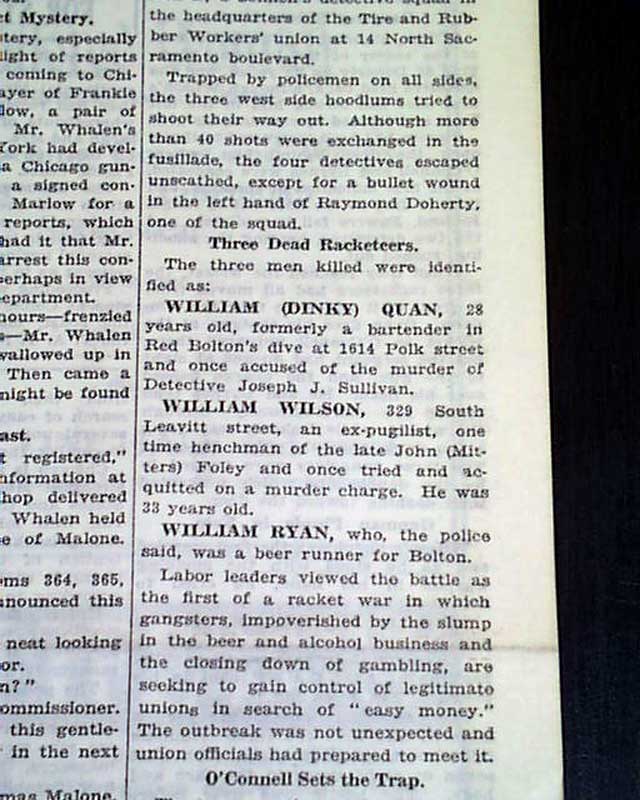 t Mystery.
stery, especially
light of reports
coming to Chi-
ayer of Frankie
low, a pair of
Mr. Whalen's
York had devel-
a Chicago gun-
a signed con-
Marlow for a
reports, which
had it that Mr.
arrest this con-
perhaps in view
epartment.
hours—frenzied
s—Mr. Whalen
wallowed up in
Then came a
might be found
ast.
t registered,"
nformation at
hop delivered
Whalen held
e of Malone.
ms 364, 365,
nnounced this
neat looking
or.
n?"
ommissioner.
this gentle-
in the next
mas Malone.
detective squad in
the headquarters of the Tire and Rub-
ber Workers' union at 14 North Sac-
ramento boulevard.
Trapped by policemen on all sides,
the three west side hoodlums tried to
shoot their way out. Although more
than 40 shots were exchanged in the
fusillade, the four detectives escaped
unscathed, except for a bullet wound
in the left hand of Raymond Doherty,
one of the squad.
Three Dead Racketeers.
The three men killed were identi-
fied as:
WILLIAM (DINKY) QUAN, 28
years old, formerly a bartender in
Red Bolton's dive at 1614 Polk street
and once accused of the murder of
Detective Joseph J. Sullivan.
WILLIAM WILSON, 329 South
Leavitt street, an ex-pugilist, one
time henchman of the late John (Mit-
ters) Foley and once tried and ac-
quitted on a murder charge. He was
33 years old.
WILLIAM RYAN, who, the police
said, was a beer runner for Bolton.
Labor leaders viewed the battle as
the first of a racket war in which
gangsters, impoverished by the slump
in the beer and alcohol business and
the closing down of gambling, are
seeking to gain control of legitimate
unions in search of "easy money."
The outbreak was not unexpected and
union officials had prepared to meet it.
O'Connell Sets the Trap.